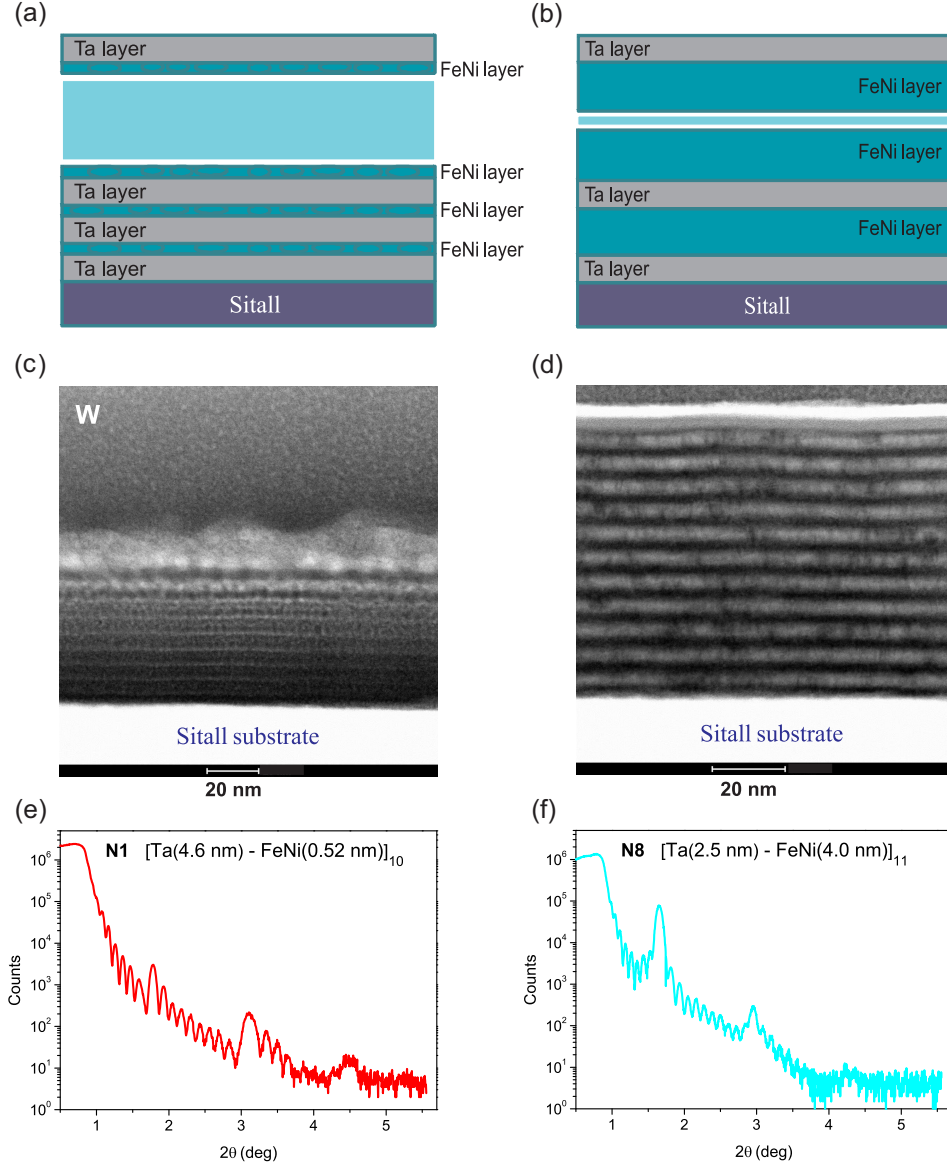 (a)
(b)
Ta layer
FeNi layer
FeNi layer
Ta layer
FeNi layer
Ta layer
FeNi layer
Ta layer
Sitall
Ta layer
FeNi layer
FeNi layer
Ta layer
FeNi layer
Ta layer
Sitall
(c)
(d)
W
Sitall substrate
20 nm
Sitall substrate
20 nm
(e)
(f)
N1 [Ta(4.6 nm) - FeNi(0.52 nm)]10
10^6
10^5
10^4
10^3
10^2
10^1
10^0
Counts
1 2 3 4 5
2θ (deg)
N8 [Ta(2.5 nm) - FeNi(4.0 nm)]11
10^6
10^5
10^4
10^3
10^2
10^1
10^0
Counts
1 2 3 4 5
2θ (deg)